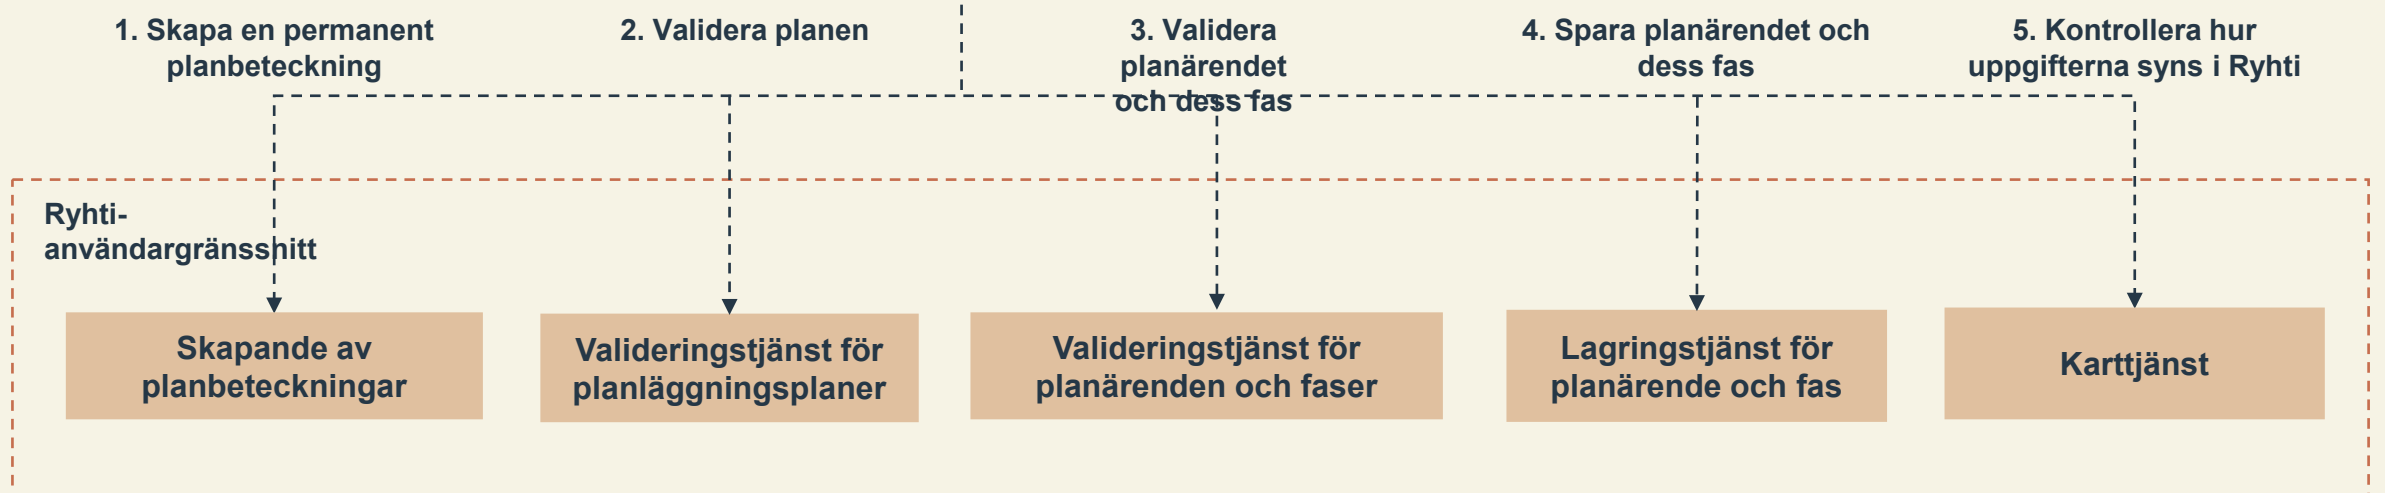 1. Skapa en permanent
planbeteckning
2. Validera planen
3. Validera
planärendet
och dess fas
4. Spara planärendet och
dess fas
5. Kontrollera hur
uppgifterna syns i Ryhti
Ryhti-
användargränssnitt
Skapande av
planbeteckningar
Valideringstjänst för
planläggningsplaner
Valideringstjänst för
planärenden och faser
Lagringstjänst för
planärende och fas
Karttjänst